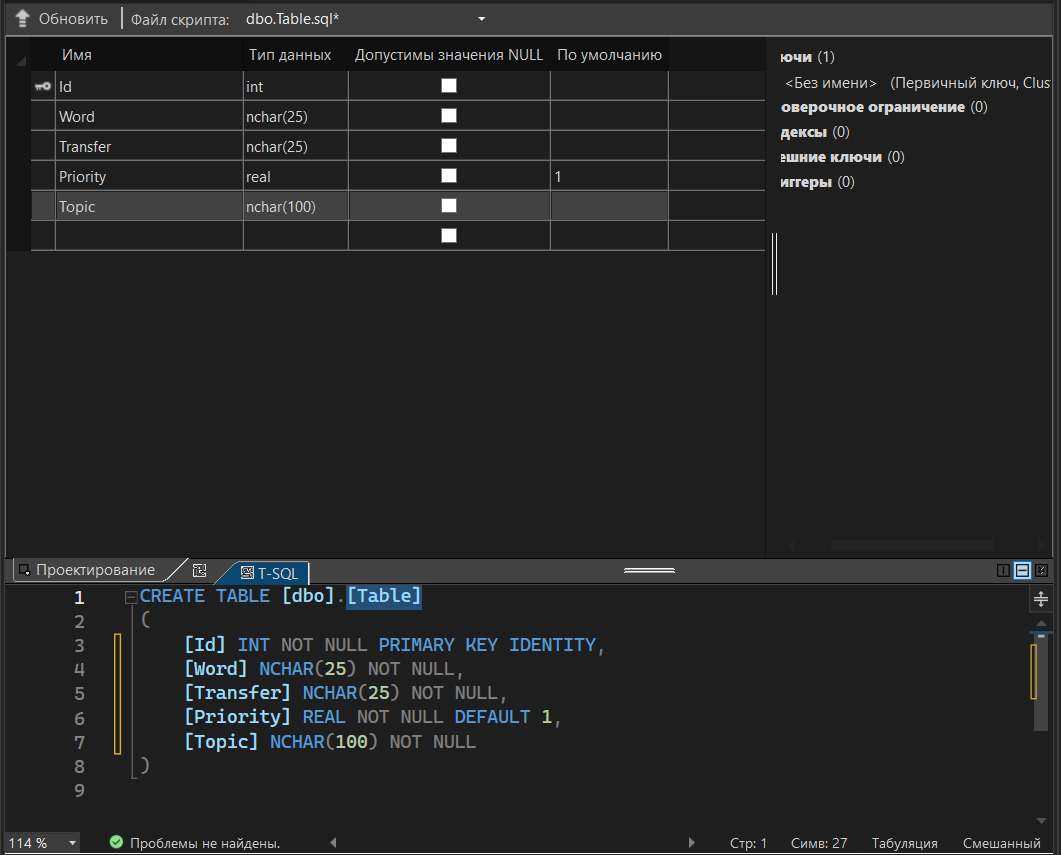 Обновить Файл скрипта: dbo.Table.sql*
Имя Тип данных Допустимы значения NULL По умолчанию
Id int
Word nchar(25)
Transfer nchar(25)
Priority real 1
Topic nchar(100)
ючи (1)
<Без имени> (Первичный ключ, Clus
оверочное ограничение (0)
дексы (0)
ешние ключи (0)
иггеры (0)
Проектирование T-SQL
1 CREATE TABLE [dbo].[Table]
2 (
3 [Id] INT NOT NULL PRIMARY KEY IDENTITY,
4 [Word] NCHAR(25) NOT NULL,
5 [Transfer] NCHAR(25) NOT NULL,
6 [Priority] REAL NOT NULL DEFAULT 1,
7 [Topic] NCHAR(100) NOT NULL
8 )
9
114 % Проблемы не найдены. Стр: 1 Симв: 27 Табуляция Смешанный